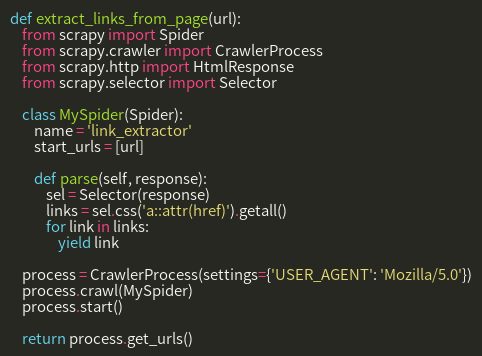 def extract_links_from_page(url):
    from scrapy import Spider
    from scrapy.crawler import CrawlerProcess
    from scrapy.http import HtmlResponse
    from scrapy.selector import Selector

    class MySpider(Spider):
        name = 'link_extractor'
        start_urls = [url]

        def parse(self, response):
            sel = Selector(response)
            links = sel.css('a::attr(href)').getall()
            for link in links:
                yield link

    process = CrawlerProcess(settings={'USER_AGENT': 'Mozilla/5.0'})
    process.crawl(MySpider)
    process.start()

    return process.get_urls()